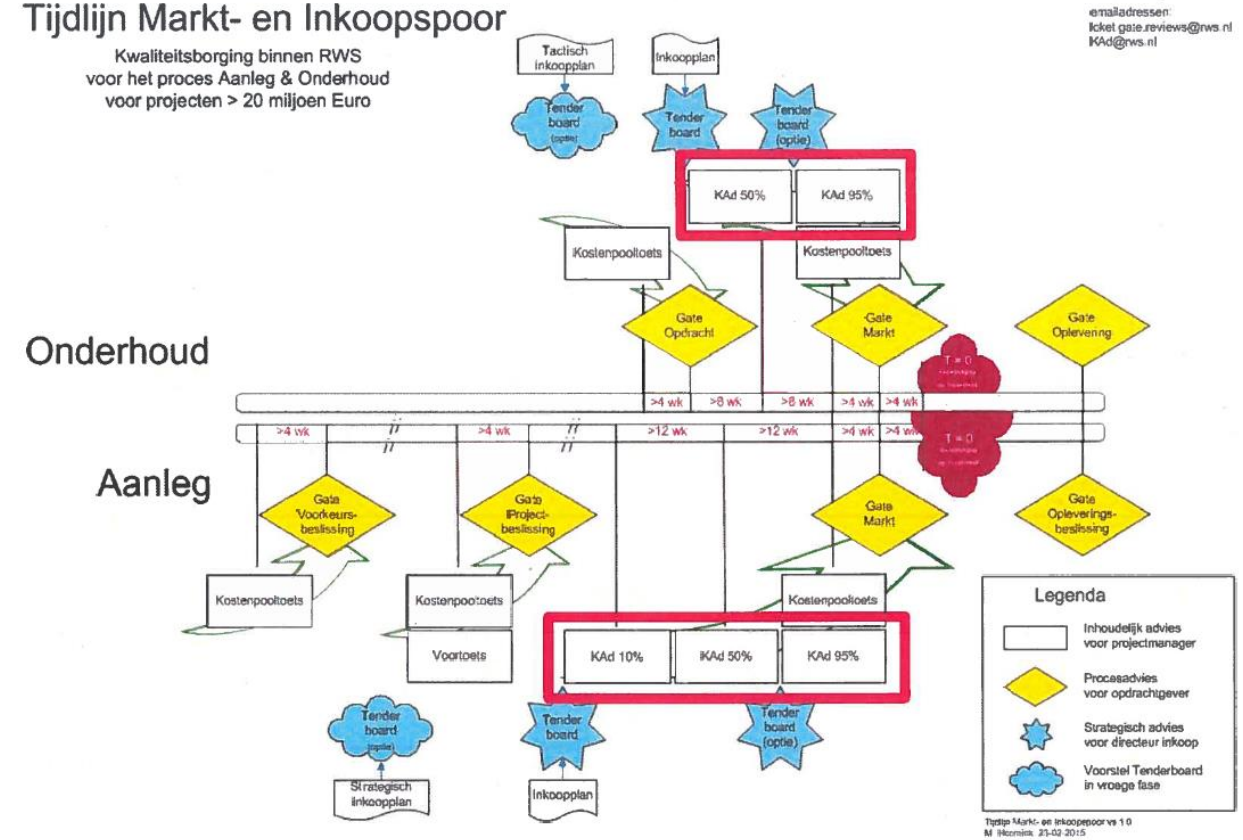 Tijdlijn Markt- en Inkoopspoor
Kwaliteitsborging binnen RWS
voor het proces Aanleg & Onderhoud
voor projecten > 20 miljoen Euro
emailadressen:
icket.gate.reviews@rws.nl
KAd@rws.nl
Tactisch
inkoopplan
Inkoopplan
Tender
board
(optie)
Tender
board
Tender
board
(optie)
KAd 50%
KAd 95%
Kostenpooltoets
Kostenpooltoets
Gate
Opdracht
Gate
Markt
Gate
Oplevering
Onderhoud
T = 0
>4 wk
>8 wk
>8 wk
>4 wk
>4 wk
>4 wk
//
>4 wk
//
>12 wk
>12 wk
>4 wk
>4 wk
T = 0
Aanleg
Gate
Voorkeurs-
beslissing
Gate
Project-
beslissing
Gate
Markt
Gate
Opleverings-
beslissing
Kostenpooltoets
Kostenpooltoets
Kostenpooltoets
Voortoets
KAd 10%
KAd 50%
KAd 95%
Tender
board
(optie)
Tender
board
Tender
board
(optie)
Strategisch
inkoopplan
Inkoopplan
Legenda
Inhoudelijk advies
voor projectmanager
Procesadvies
voor opdrachtgever
Strategisch advies
voor directeur inkoop
Voorstel Tenderboard
in vroege fase
Tijdlijn Markt- en Inkoopspoor vs 1.0
M. 23-02-2015